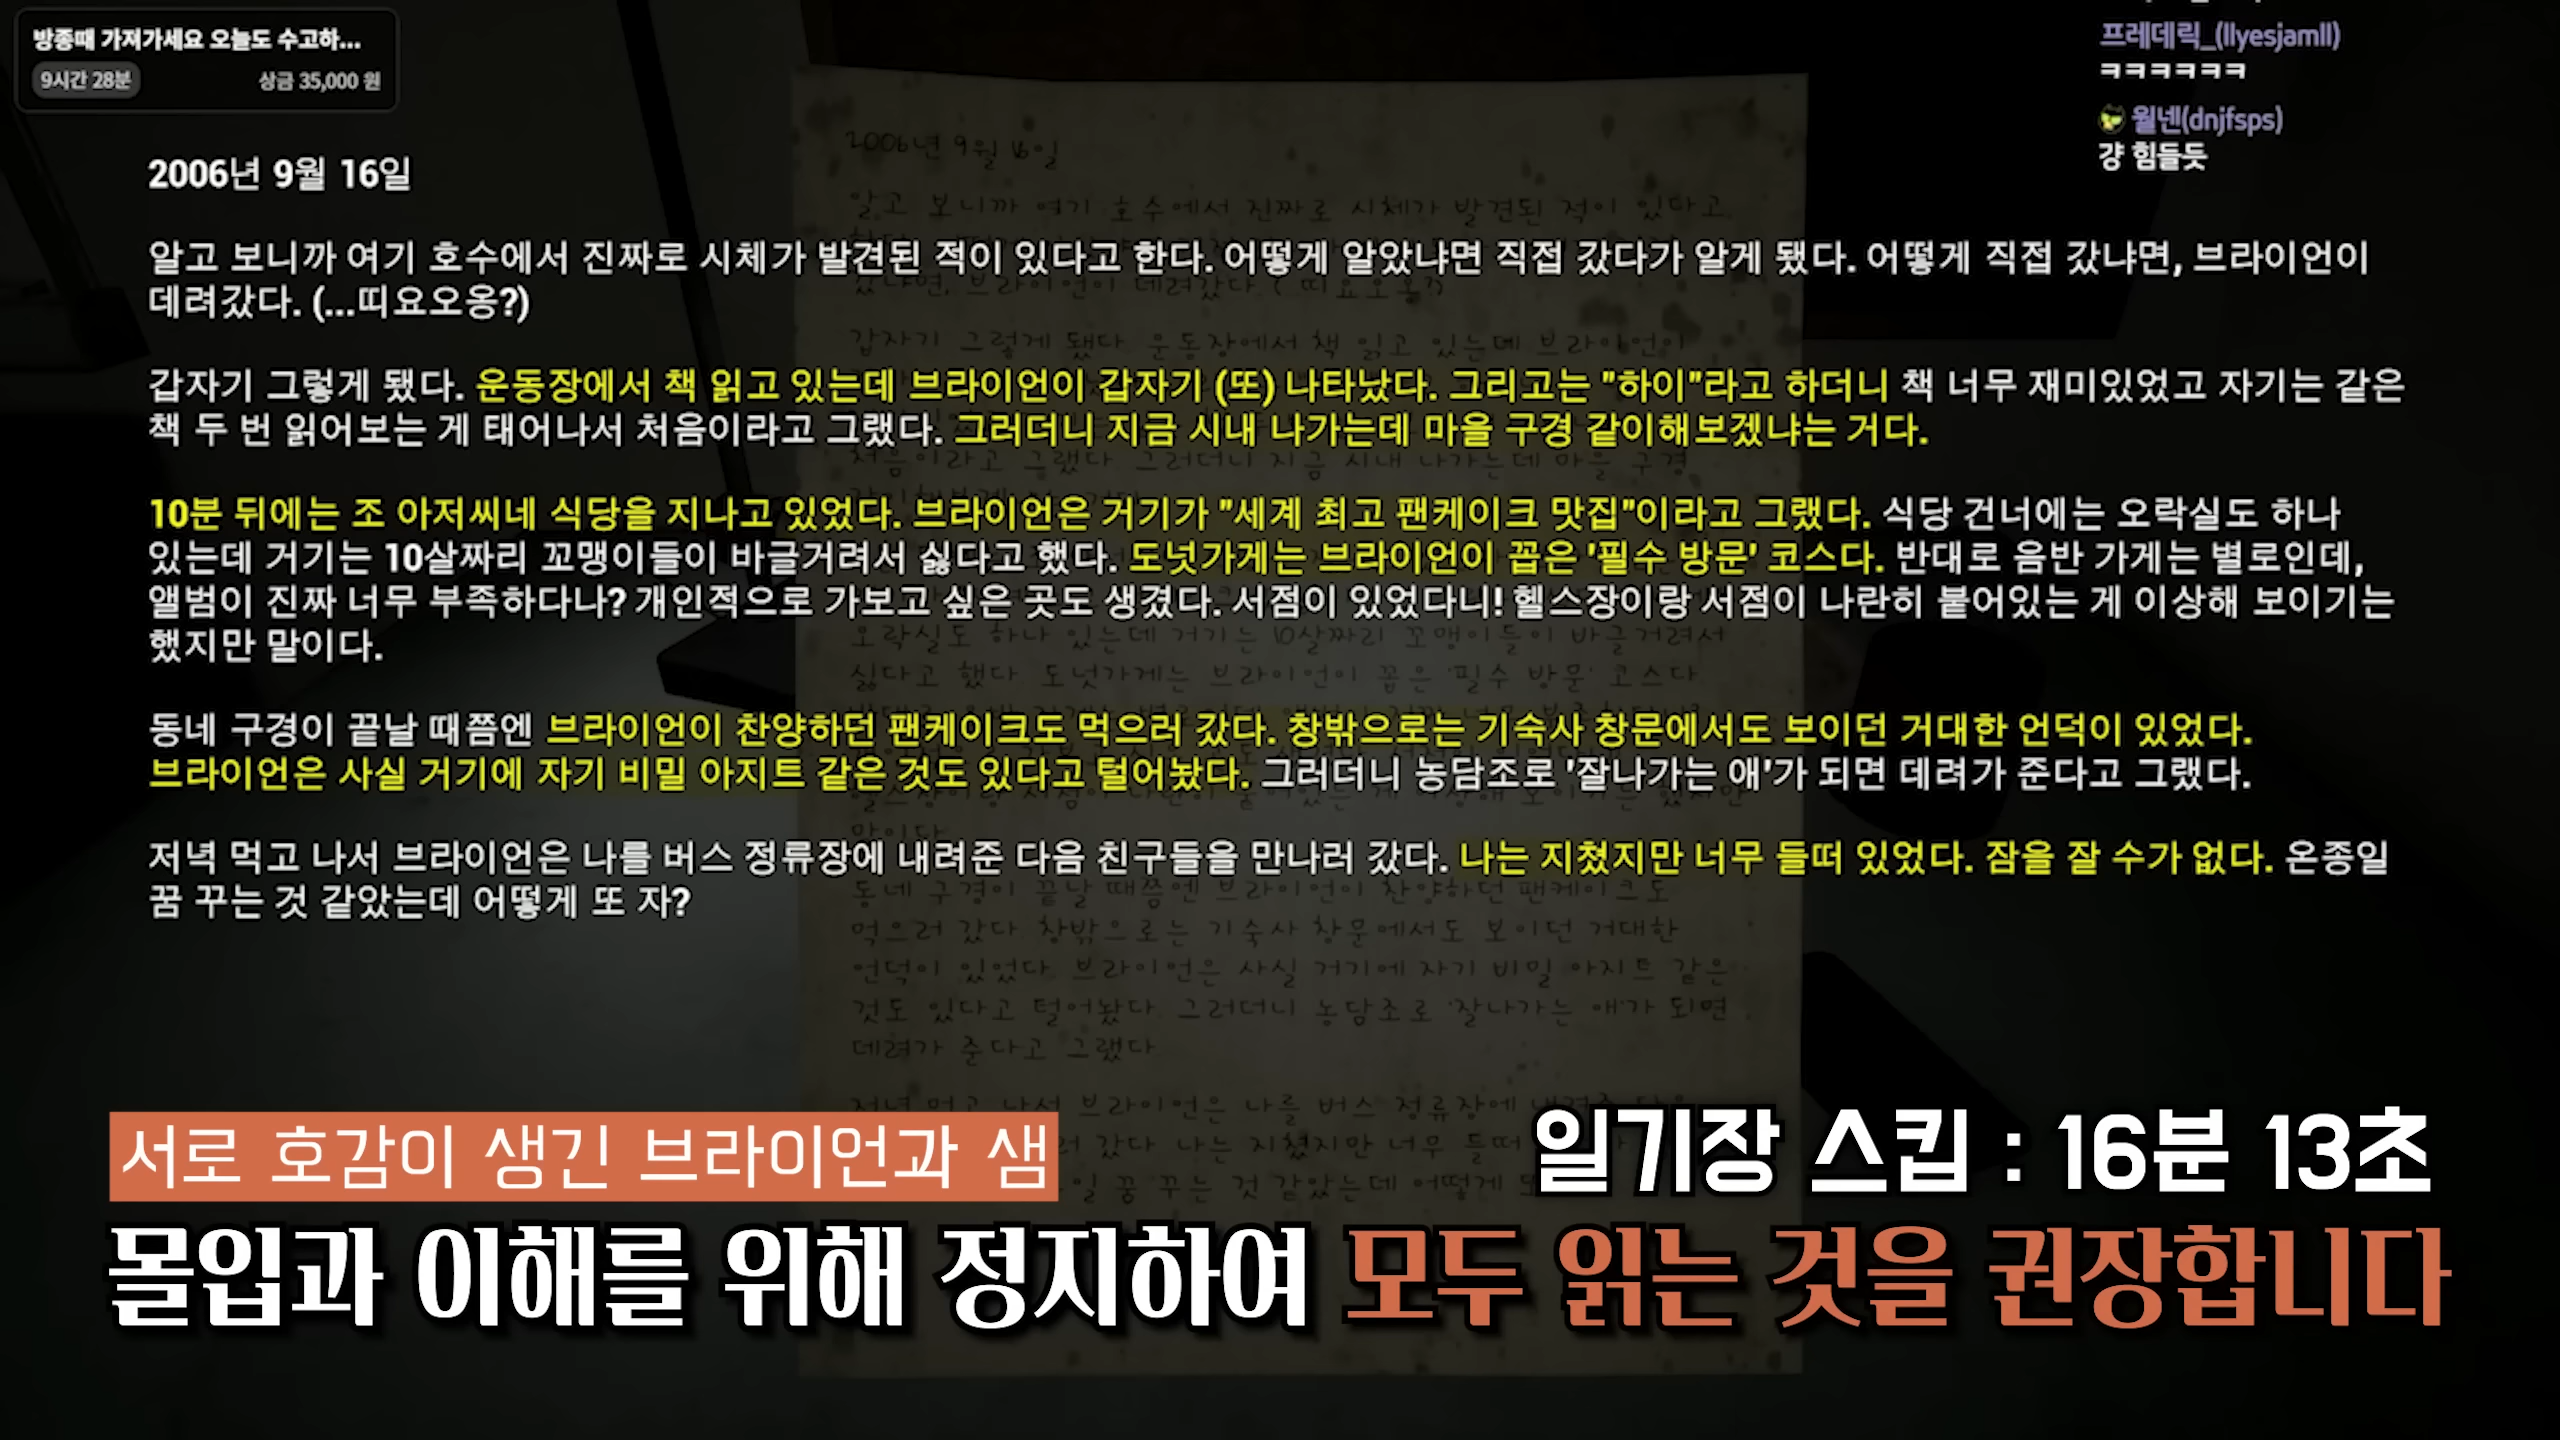 방종때 가져가세요 오늘도 수고하...
9시간 28분
상금 35,000 원
프레데릭_(llyesjamll)
ㅋㅋㅋㅋㅋㅋ
월넨(dnjfsps)
걍 힘들듯
2006년 9월 16일
알고 보니까 여기 호수에서 진짜로 시체가 발견된 적이 있다고 한다. 어떻게 알았냐면 직접 갔다가 알게 됐다. 어떻게 직접 갔냐면, 브라이언이
데려갔다. (...띠요오옹?)
갑자기 그렇게 됐다. 운동장에서 책 읽고 있는데 브라이언이 갑자기 (또) 나타났다. 그리고는 "하이"라고 하더니 책 너무 재미있었고 자기는 같은
책 두 번 읽어보는 게 태어나서 처음이라고 그랬다. 그러더니 지금 시내 나가는데 마을 구경 같이해보겠냐는 거다.
10분 뒤에는 조 아저씨네 식당을 지나고 있었다. 브라이언은 거기가 "세계 최고 팬케이크 맛집"이라고 그랬다. 식당 건너에는 오락실도 하나
있는데 거기는 10살짜리 꼬맹이들이 바글거려서 싫다고 했다. 도넛가게는 브라이언이 꼽은 '필수 방문' 코스다. 반대로 음반 가게는 별로인데,
앨범이 진짜 너무 부족하다나? 개인적으로 가보고 싶은 곳도 생겼다. 서점이 있었다니! 헬스장이랑 서점이 나란히 붙어있는 게 이상해 보이기는
했지만 말이다.
동네 구경이 끝날 때쯤엔 브라이언이 찬양하던 팬케이크도 먹으러 갔다. 창밖으로는 기숙사 창문에서도 보이던 거대한 언덕이 있었다.
브라이언은 사실 거기에 자기 비밀 아지트 같은 것도 있다고 털어놨다. 그러더니 농담조로 '잘나가는 애'가 되면 데려가 준다고 그랬다.
저녁 먹고 나서 브라이언은 나를 버스 정류장에 내려준 다음 친구들을 만나러 갔다. 나는 지쳤지만 너무 들떠 있었다. 잠을 잘 수가 없다. 온종일
꿈 꾸는 것 같았는데 어떻게 또 자?
서로 호감이 생긴 브라이언과 샘
일기장 스킵 : 16분 13초
몰입과 이해를 위해 정지하여 모두 읽는 것을 권장합니다